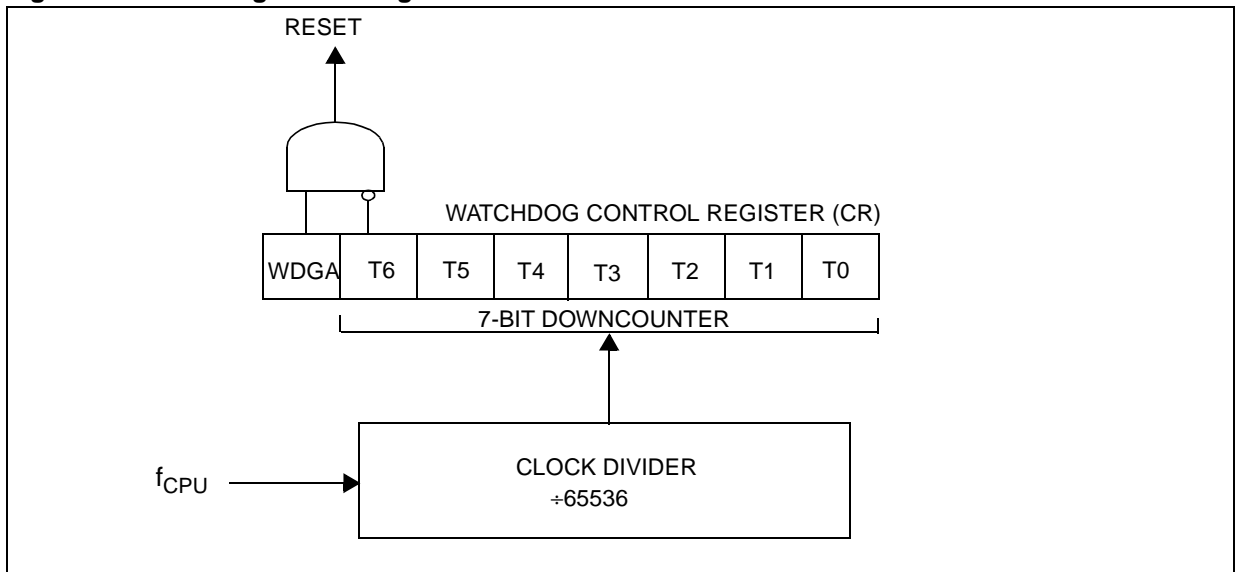 RESET
WATCHDOG CONTROL REGISTER (CR)
WDGA T6 T5 T4 T3 T2 T1 T0
7-BIT DOWNCOUNTER
fCPU
CLOCK DIVIDER
÷65536